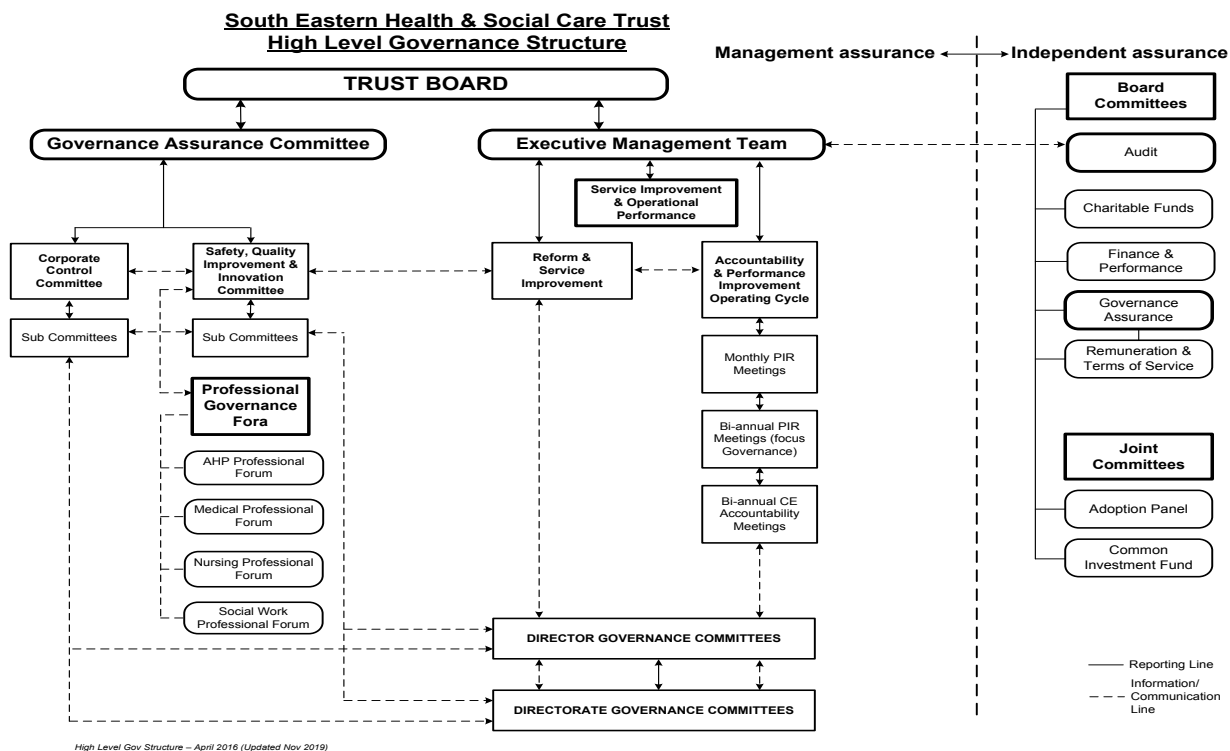 South Eastern Health & Social Care Trust
High Level Governance Structure
Management assurance
Independent assurance
TRUST BOARD
Board
Committees
Governance Assurance Committee
Executive Management Team
Audit
Service Improvement
& Operational
Performance
Charitable Funds
Corporate
Control
Committee
Safety, Quality
Improvement &
Innovation
Committee
Reform &
Service
Improvement
Accountability
& Performance
Improvement
Operating Cycle
Finance &
Performance
Governance
Assurance
Sub Committees
Sub Committees
Monthly PIR
Meetings
Remuneration &
Terms of Service
Professional
Governance
Fora
Bi-annual PIR
Meetings (focus
Governance)
Joint
Committees
AHP Professional
Forum
Medical Professional
Forum
Bi-annual CE
Accountability
Meetings
Adoption Panel
Nursing Professional
Forum
Common
Investment Fund
Social Work
Professional Forum
DIRECTOR GOVERNANCE COMMITTEES
DIRECTORATE GOVERNANCE COMMITTEES
Reporting Line
Information/
Communication
Line
High Level Gov Structure – April 2016 (Updated Nov 2019)